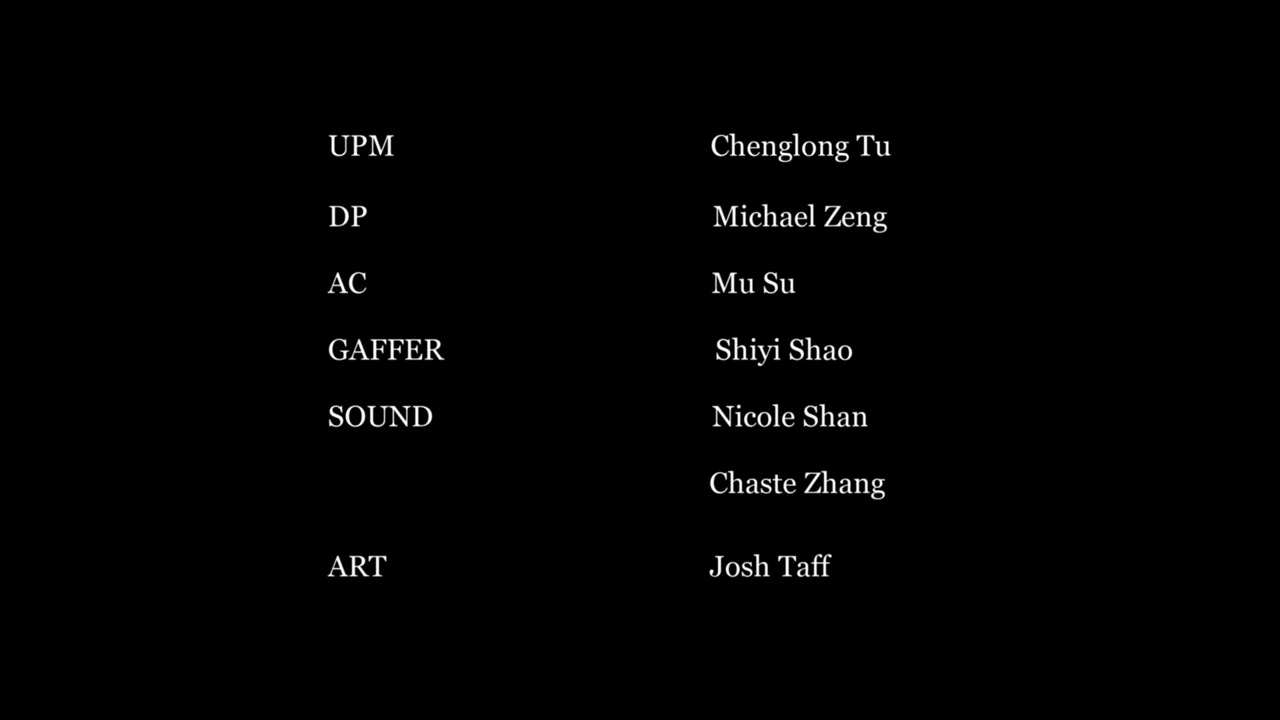 UPM Chenglong Tu
DP Michael Zeng
AC Mu Su
GAFFER Shiyi Shao
SOUND Nicole Shan
Chaste Zhang
ART Josh Taff